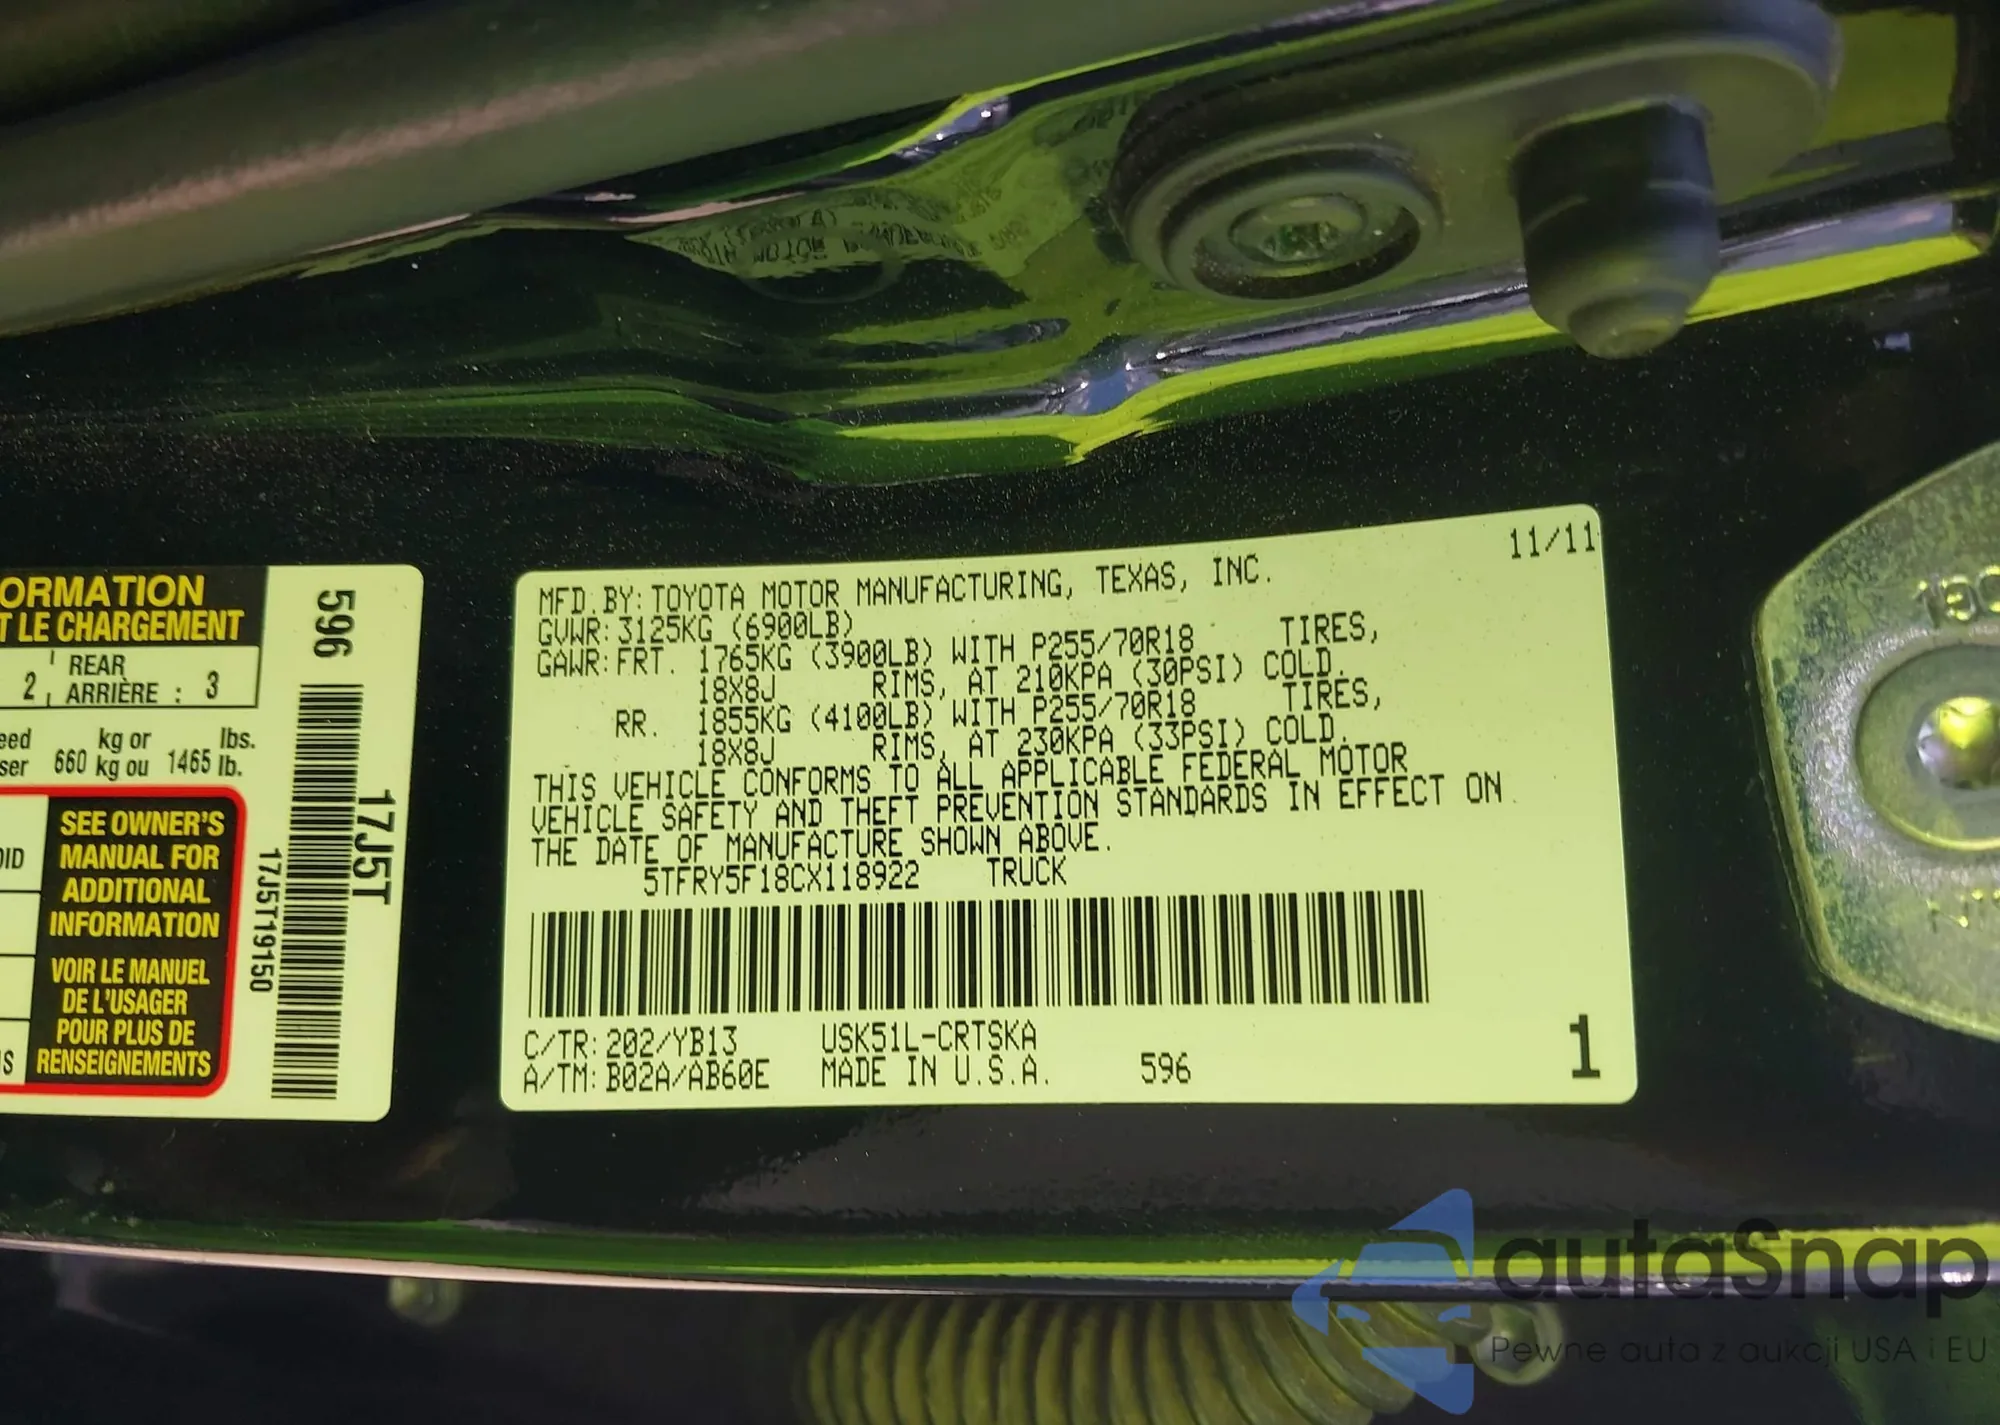 ORMATION
T LE CHARGEMENT
2 REAR
ARRIÈRE : 3
kg or lbs.
660 kg ou 1465 lb.
SEE OWNER'S
MANUAL FOR
ADDITIONAL
INFORMATION
VOIR LE MANUEL
DE L'USAGER
POUR PLUS DE
RENSEIGNEMENTS
596
17J5T
17J5T19150
11/11
MFD. BY: TOYOTA MOTOR MANUFACTURING, TEXAS, INC.
GVWR: 3125KG (6900LB)
GAWR: FRT. 1765KG (3900LB) WITH P255/70R18 TIRES,
18X8J RIMS, AT 210KPA (30PSI) COLD.
RR. 1855KG (4100LB) WITH P255/70R18 TIRES,
18X8J RIMS, AT 230KPA (33PSI) COLD.
THIS VEHICLE CONFORMS TO ALL APPLICABLE FEDERAL MOTOR
VEHICLE SAFETY AND THEFT PREVENTION STANDARDS IN EFFECT ON
THE DATE OF MANUFACTURE SHOWN ABOVE.
5TFRY5F18CX118922 TRUCK
C/TR: 202/YB13 USK51L-CRTSKA
A/TM: B02A/AB60E MADE IN U.S.A. 596
1
autaSnap
Pewne auta z aukcji USA i EU